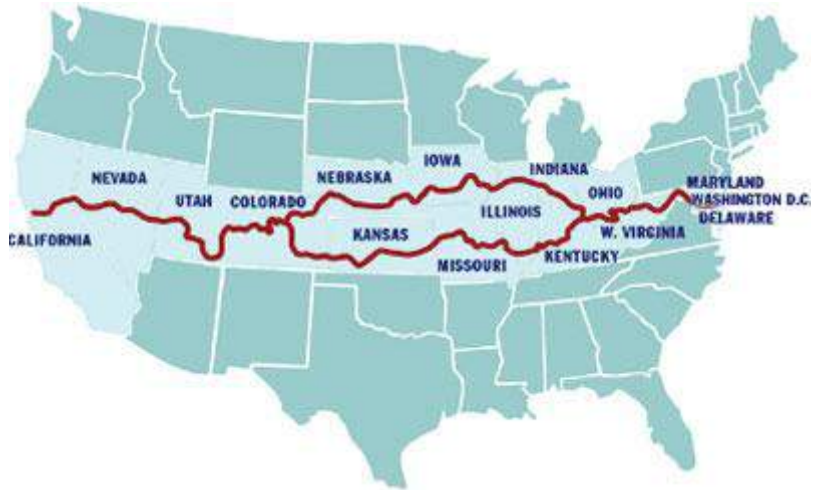 IOWA
INDIANA
NEVADA
NEBRASKA
MARYLAND
UTAH
COLORADO
OHIO
WASHINGTON D.C.
ILLINOIS
DELAWARE
KANSAS
W. VIRGINIA
CALIFORNIA
KENTUCKY
MISSOURI